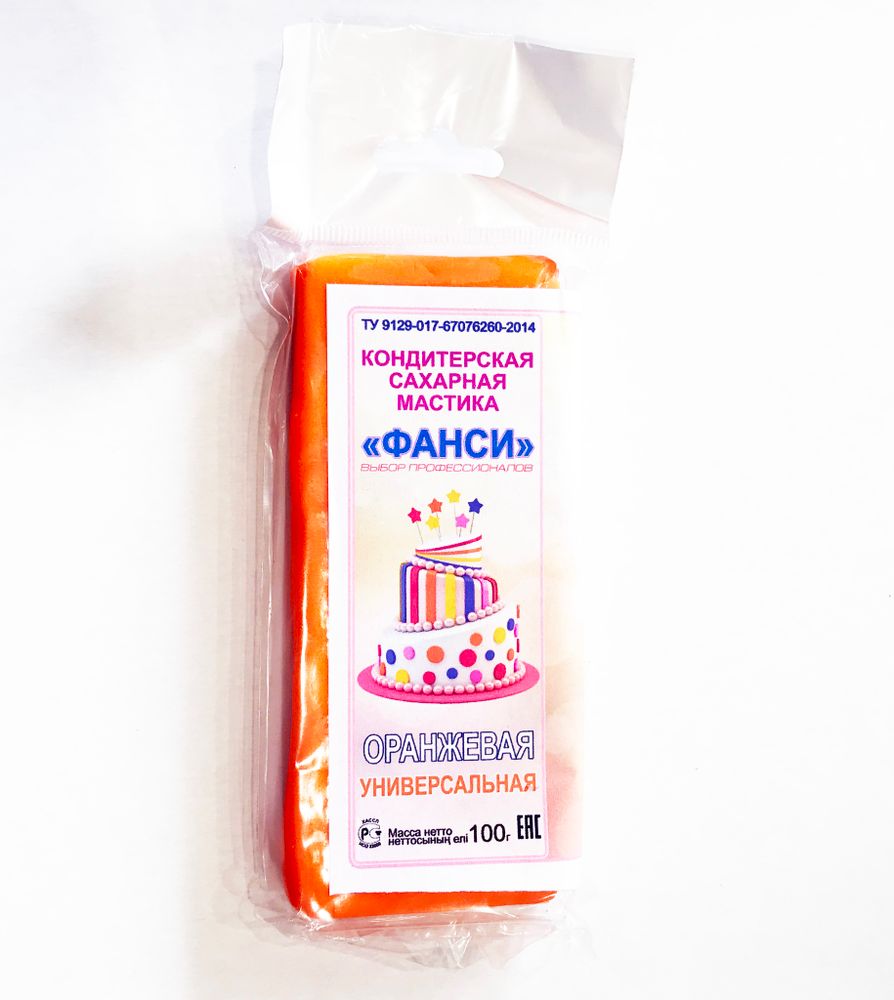 ТУ 9129-017-67076260-2014
КОНДИТЕРСКАЯ
САХАРНАЯ
МАСТИКА
«ФАНСИ»
ВЫБОР ПРОФЕССИОНАЛОВ
ОРАНЖЕВАЯ
УНИВЕРСАЛЬНАЯ
Масса нетто
неттосының елі 100г
ЕАС